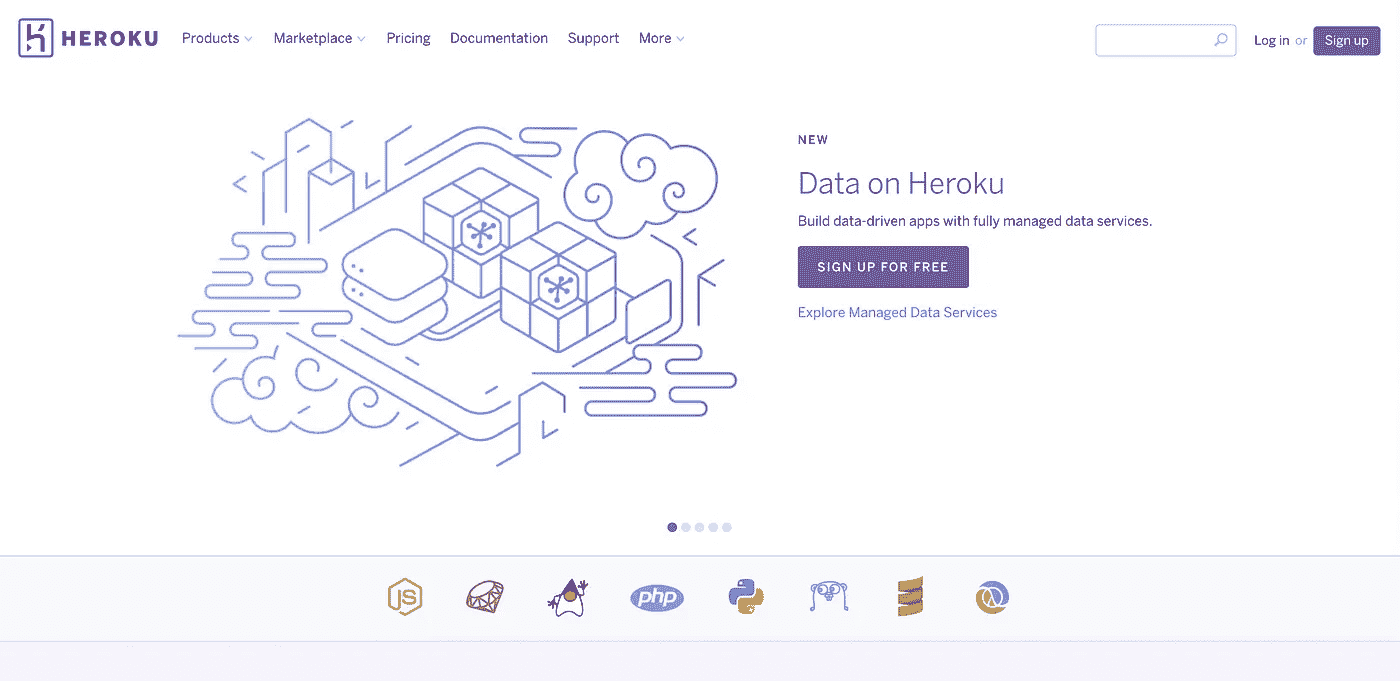 HEROKU
Products
Marketplace
Pricing
Documentation
Support
More
Log in or
Sign up
NEW
Data on Heroku
Build data-driven apps with fully managed data services.
SIGN UP FOR FREE
Explore Managed Data Services
JS
php